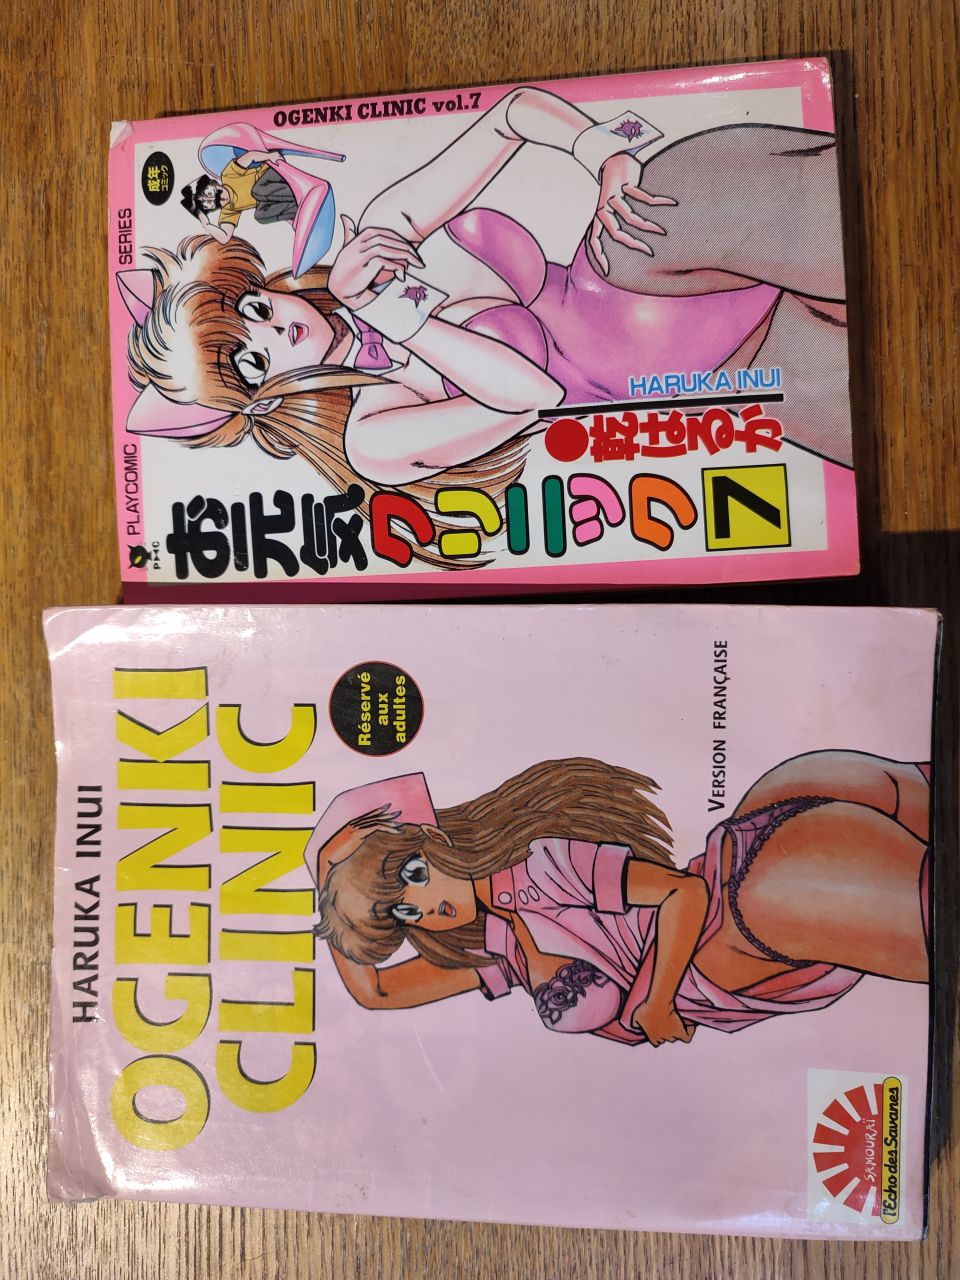 OGENKI CLINIC vol.7
成年
コミック
PLAYCOMIC SERIES
PMC
お元気クリニック 7
●乾はるか
HARUKA INUI
HARUKA INUI
OGENKI
CLINIC
Réservé
aux
adultes
VERSION FRANÇAISE
SAMOURAÏ
l'Echo des Savanes